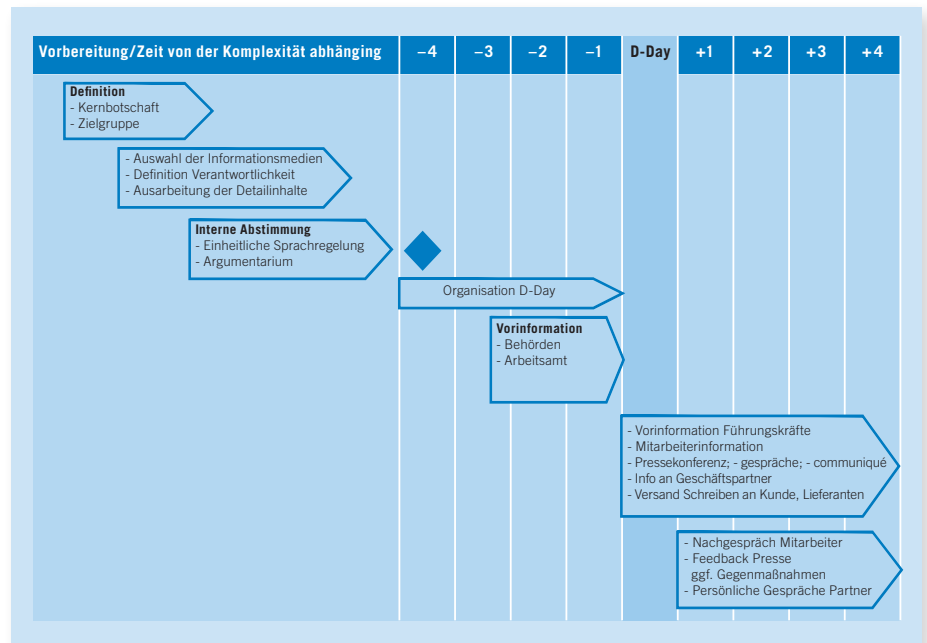 Vorbereitung/Zeit von der Komplexität abhänging –4 –3 –2 –1 D-Day +1 +2 +3 +4
Definition
- Kernbotschaft
- Zielgruppe
- Auswahl der Informationsmedien
- Definition Verantwortlichkeit
- Ausarbeitung der Detailinhalte
Interne Abstimmung
- Einheitliche Sprachregelung
- Argumentarium
Organisation D-Day
Vorinformation
- Behörden
- Arbeitsamt
- Vorinformation Führungskräfte
- Mitarbeiterinformation
- Pressekonferenz; - gespräche; - communiqué
- Info an Geschäftspartner
- Versand Schreiben an Kunde, Lieferanten
- Nachgespräch Mitarbeiter
- Feedback Presse
ggf. Gegenmaßnahmen
- Persönliche Gespräche Partner